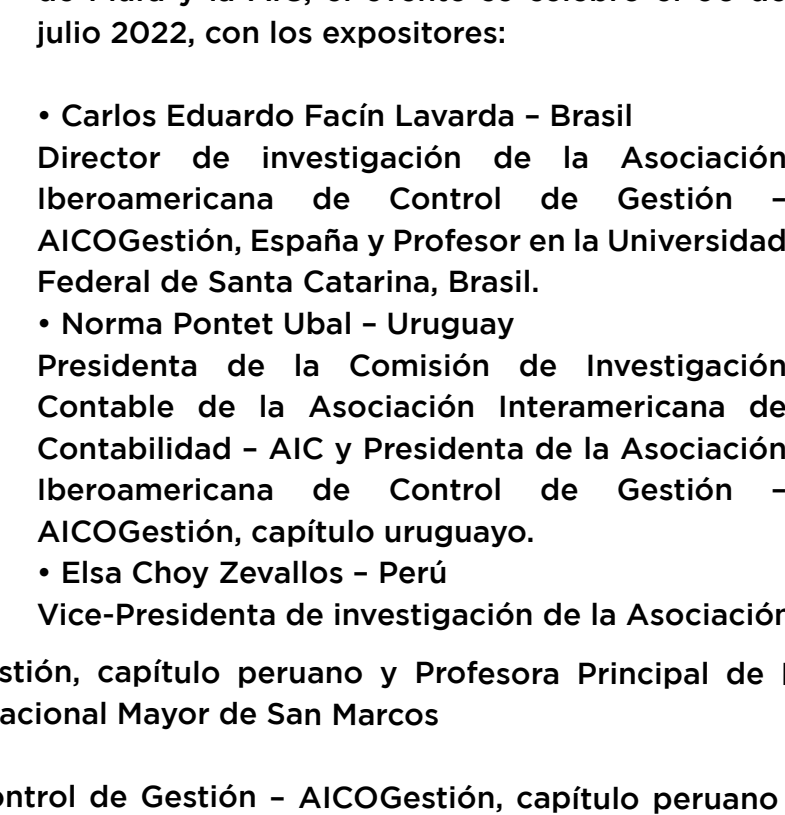 julio 2022, con los expositores:
• Carlos Eduardo Facín Lavarda – Brasil
Director de investigación de la Asociación
Iberoamericana de Control de Gestión –
AICOGestión, España y Profesor en la Universidad
Federal de Santa Catarina, Brasil.
• Norma Pontet Ubal – Uruguay
Presidenta de la Comisión de Investigación
Contable de la Asociación Interamericana de
Contabilidad – AIC y Presidenta de la Asociación
Iberoamericana de Control de Gestión –
AICOGestión, capítulo uruguayo.
• Elsa Choy Zevallos – Perú
Vice-Presidenta de investigación de la Asociación
stión, capítulo peruano y Profesora Principal de
acional Mayor de San Marcos
ontrol de Gestión – AICOGestión, capítulo peruano